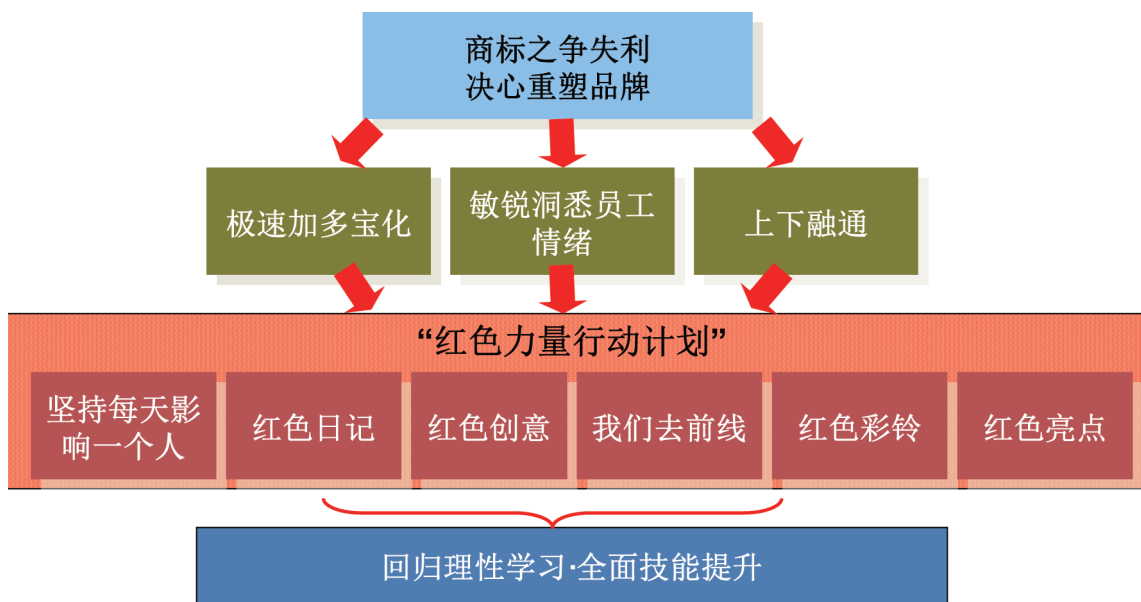 商标之争失利
决心重塑品牌
极速加多宝化
敏锐洞悉员工
情绪
上下融通
“红色力量行动计划”
坚持每天影
响一个人
红色日记
红色创意
我们去前线
红色彩铃
红色亮点
回归理性学习·全面技能提升